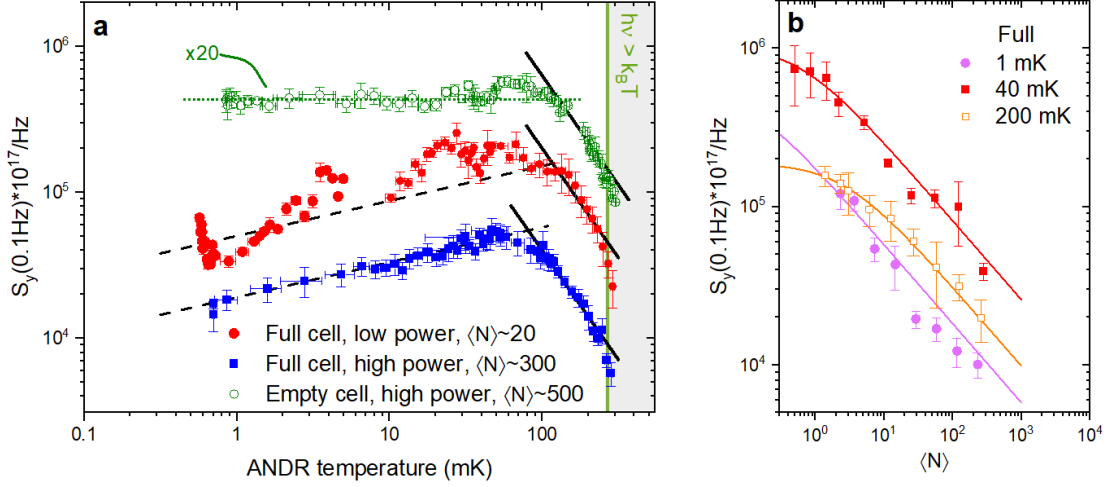 a
x20
hν > k_BT
10^6
10^5
10^4
S_y(0.1Hz)*10^17/Hz
Full cell, low power, ⟨N⟩~20
Full cell, high power, ⟨N⟩~300
Empty cell, high power, ⟨N⟩~500
0.1 1 10 100
ANDR temperature (mK)
b
Full
1 mK
40 mK
200 mK
10^6
10^5
10^4
S_y(0.1Hz)*10^17/Hz
10^0 10^1 10^2 10^3 10^4
⟨N⟩